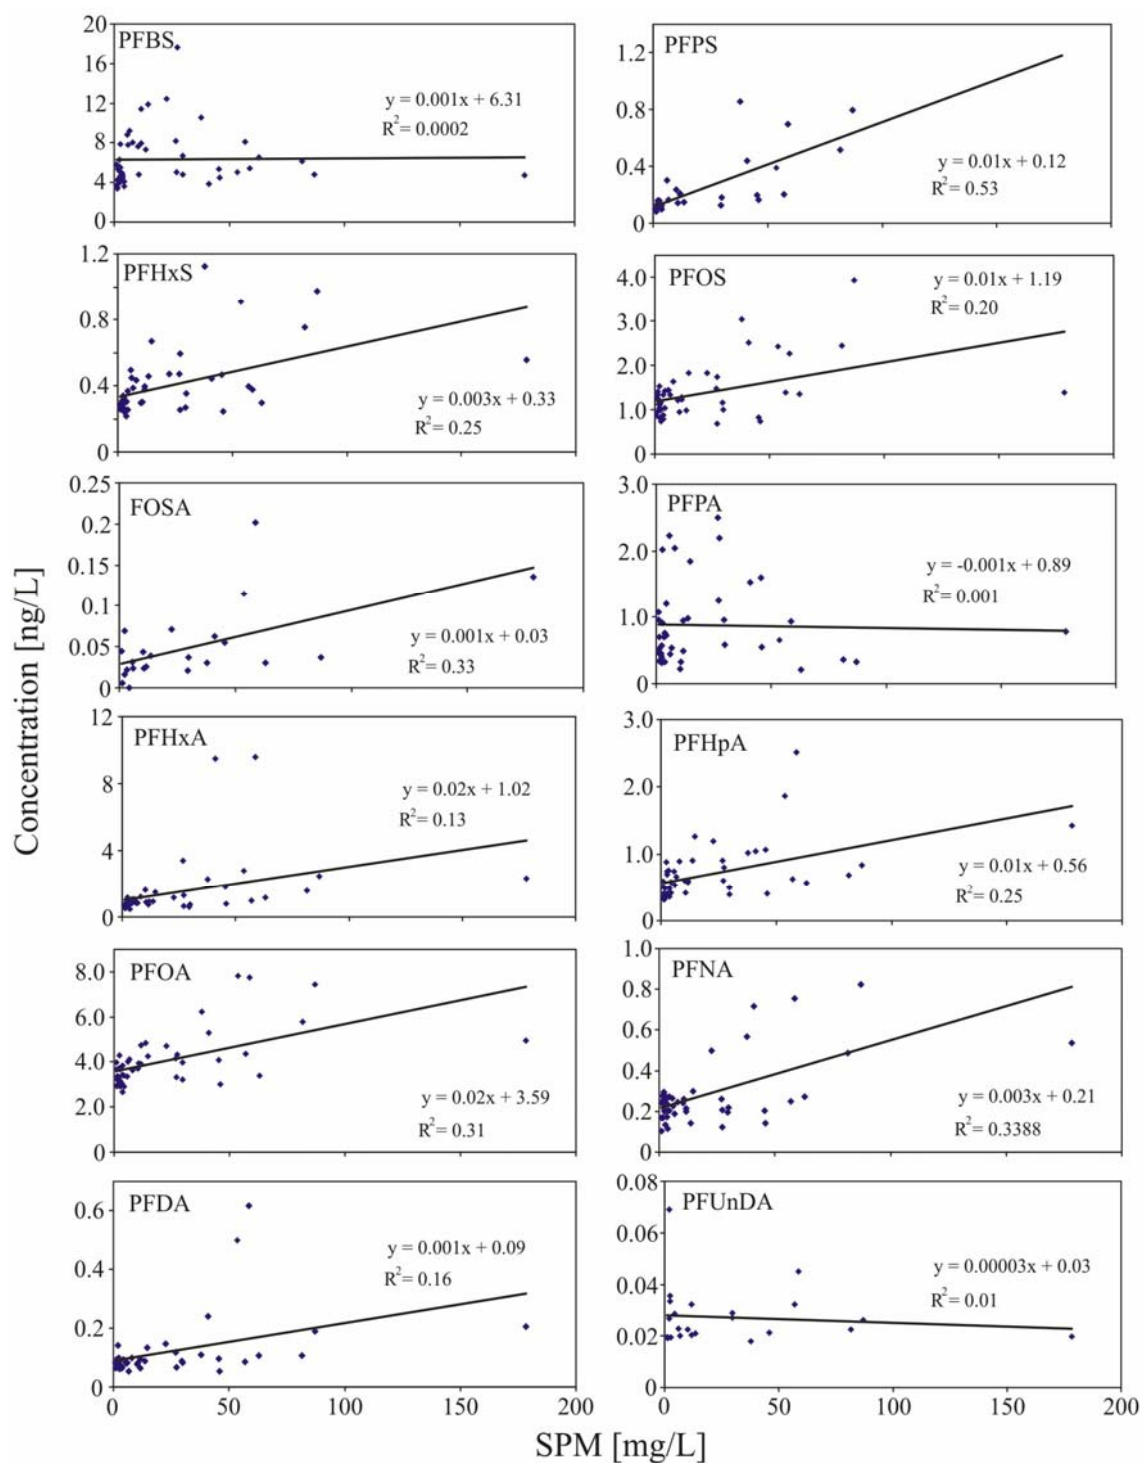 PFBS
20
16
12
8
4
0
y = 0.001x + 6.31
R2= 0.0002
PFPS
1.2
0.8
0.4
0
y = 0.01x + 0.12
R2= 0.53
PFHxS
1.2
0.8
0.4
0
y = 0.003x + 0.33
R2= 0.25
PFOS
4.0
3.0
2.0
1.0
0
y = 0.01x + 1.19
R2= 0.20
FOSA
0.25
0.2
0.15
0.1
0.05
0
y = 0.001x + 0.03
R2= 0.33
PFPA
3.0
2.0
1.0
0
y = -0.001x + 0.89
R2= 0.001
PFHxA
12
8
4
0
y = 0.02x + 1.02
R2= 0.13
PFHpA
3.0
2.0
1.0
0
y = 0.01x + 0.56
R2= 0.25
PFOA
8.0
6.0
4.0
2.0
0
y = 0.02x + 3.59
R2= 0.31
PFNA
1.0
0.8
0.6
0.4
0.2
0
y = 0.003x + 0.21
R2= 0.3388
PFDA
0.6
0.4
0.2
0
y = 0.001x + 0.09
R2= 0.16
0 50 100 150 200
PFUnDA
0.08
0.06
0.04
0.02
0
y = 0.00003x + 0.03
R2= 0.01
0 50 100 150 200
Concentration [ng/L]
SPM [mg/L]